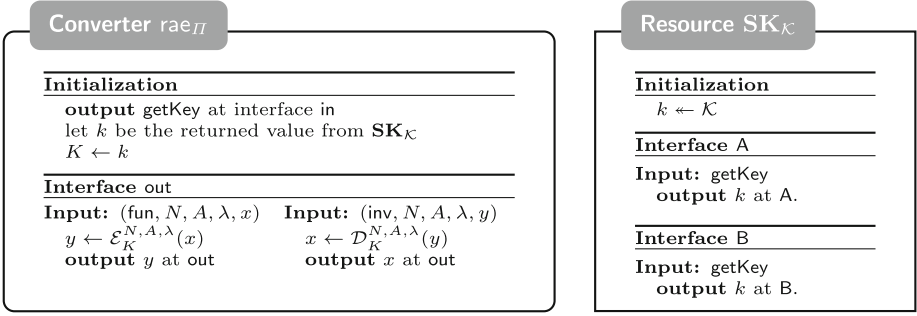 Converter rae_Π
Initialization
output getKey at interface in
let k be the returned value from SK_𝒦
K ← k
Interface out
Input: (fun, N, A, λ, x)
y ← ℰ_K^{N,A,λ}(x)
output y at out
Input: (inv, N, A, λ, y)
x ← 𝒟_K^{N,A,λ}(y)
output x at out
Resource SK_𝒦
Initialization
k ↞ 𝒦
Interface A
Input: getKey
output k at A.
Interface B
Input: getKey
output k at B.